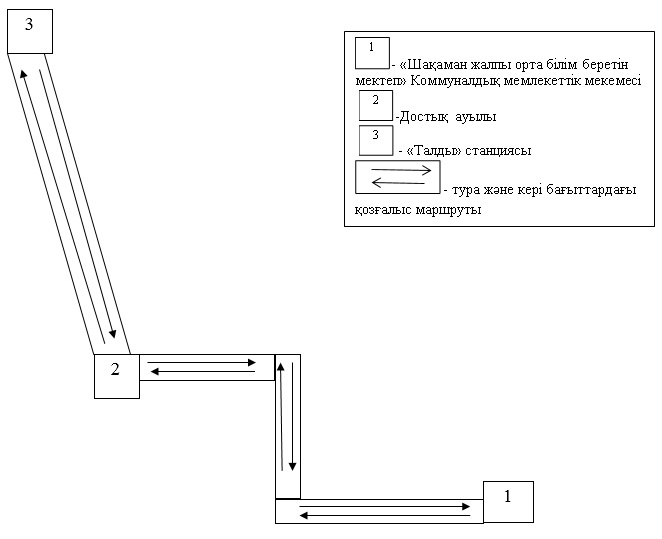 3
1
- «Шақаман жалпы орта білім беретін
мектеп» Коммуналдық мемлекеттік мекемесі
2
-Достық ауылы
3
- «Талды» станциясы
- тура және кері бағыттардағы
қозғалыс маршруты
2
1